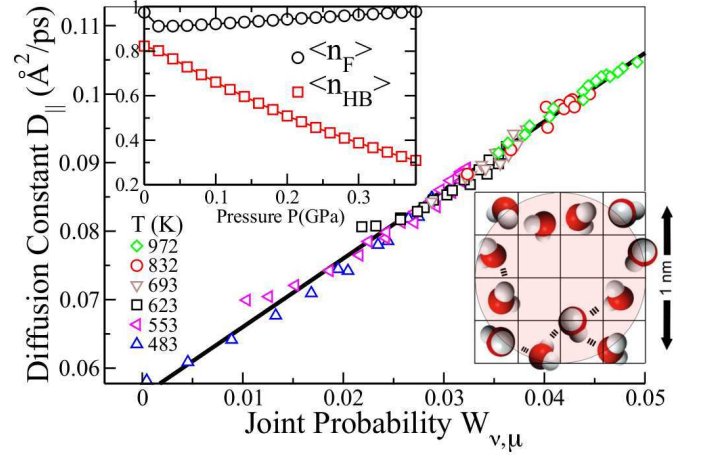 1
0.8
0.6
0.4
0.2
<n_F>
<n_HB>
0 0.1 0.2 0.3
Pressure P(GPa)
0.11
0.10
0.09
0.08
0.07
0.06
Diffusion Constant D_|| (Å²/ps)
T (K)
972
832
693
623
553
483
1 nm
0 0.01 0.02 0.03 0.04 0.05
Joint Probability W_ν,μ